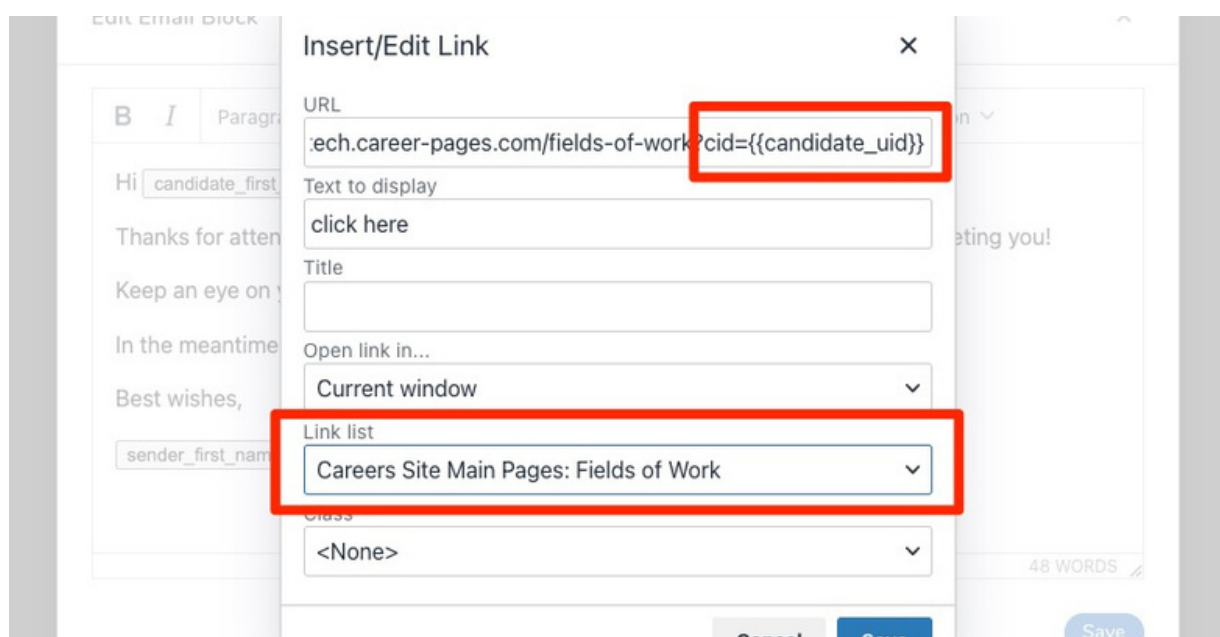 Edit Email Block
Insert/Edit Link
URL
B I Paragra
:ech.career-pages.com/fields-of-work?cid={{candidate_uid}}
Hi candidate_first_
Text to display
click here
Thanks for atten
eting you!
Title
Keep an eye on
In the meantime
Open link in...
Current window
Best wishes,
Link list
sender_first_nam
Careers Site Main Pages: Fields of Work
Class
<None>
48 WORDS
Cancel
Save
Save